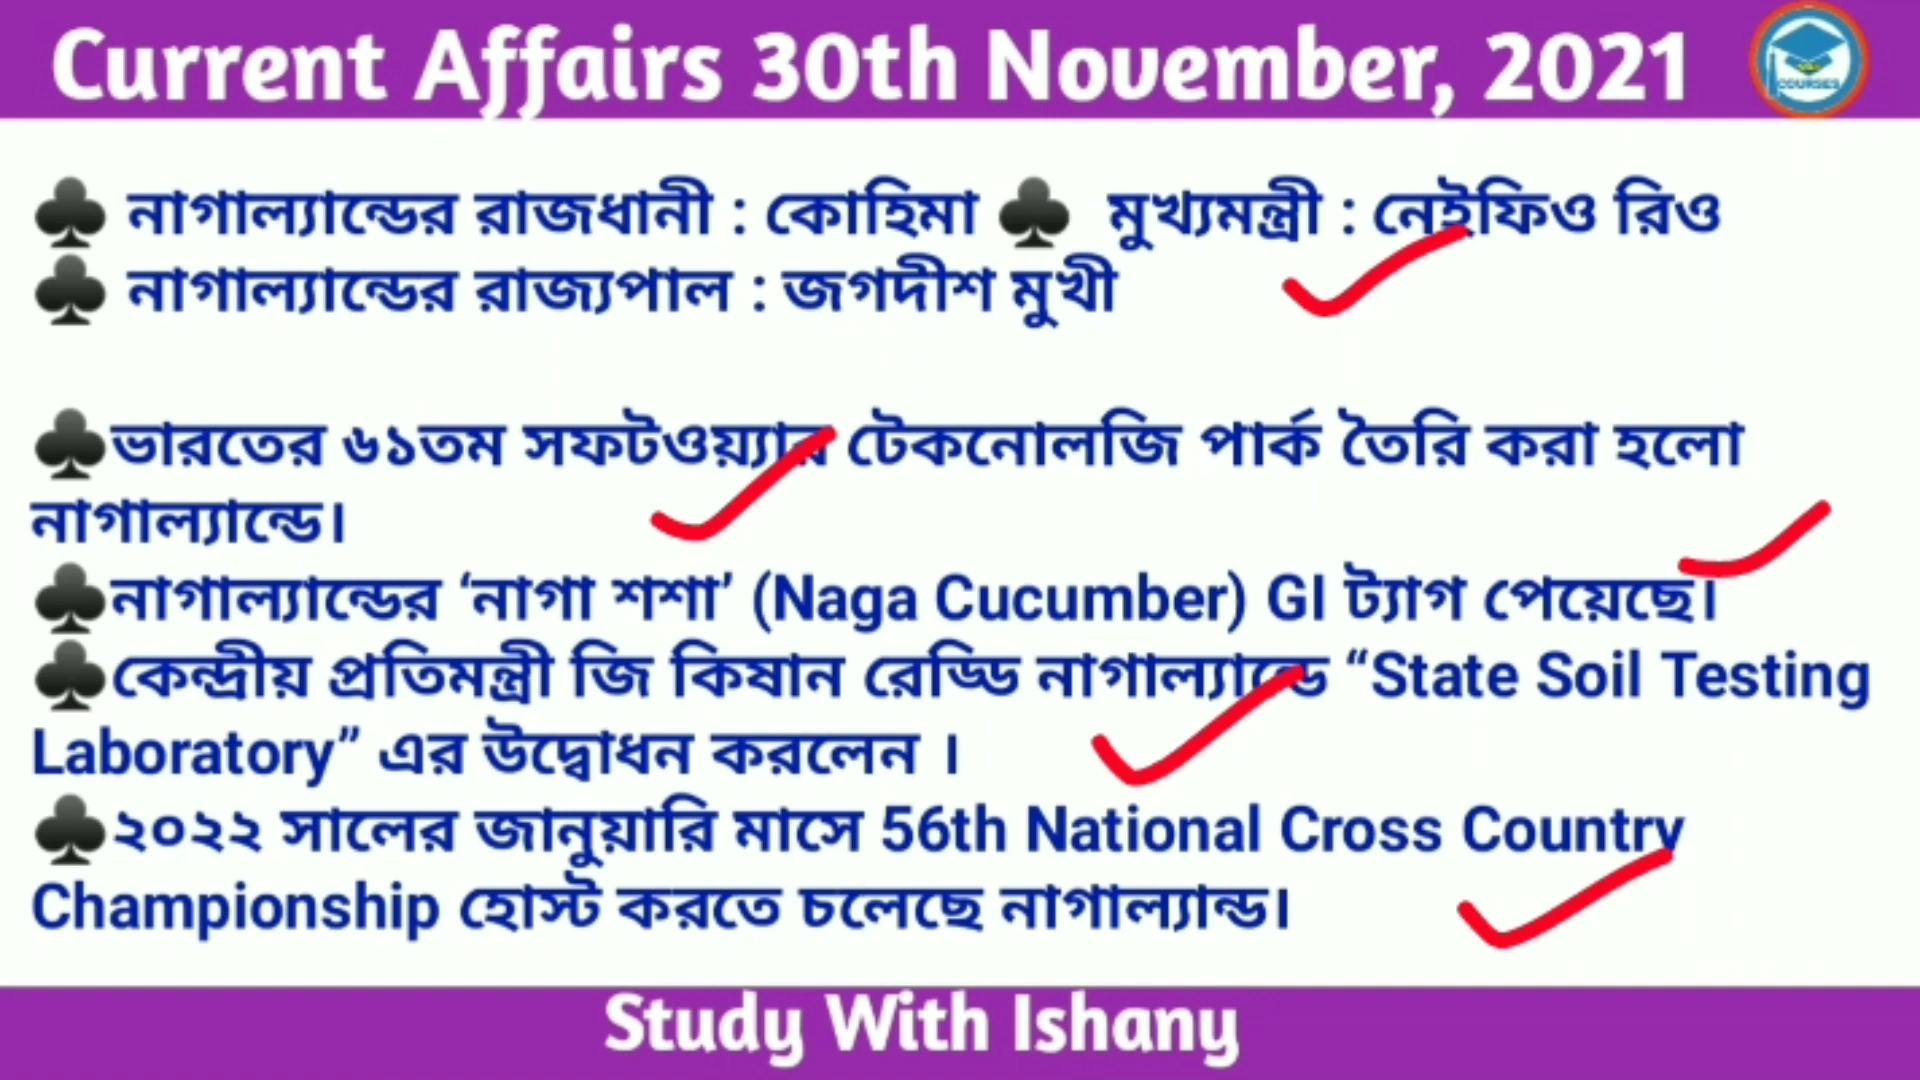 Current Affairs 30th November, 2021
COURSES
♣ নাগাল্যান্ডের রাজধানী : কোহিমা ♣ মুখ্যমন্ত্রী : নেইফিও রিও
♣ নাগাল্যান্ডের রাজ্যপাল : জগদীশ মুখী
♣ভারতের ৬১তম সফটওয়্যার টেকনোলজি পার্ক তৈরি করা হলো
নাগাল্যান্ডে।
♣নাগাল্যান্ডের ‘নাগা শশা’ (Naga Cucumber) GI ট্যাগ পেয়েছে।
♣কেন্দ্রীয় প্রতিমন্ত্রী জি কিষান রেড্ডি নাগাল্যান্ডে “State Soil Testing
Laboratory” এর উদ্বোধন করলেন ।
♣২০২২ সালের জানুয়ারি মাসে 56th National Cross Country
Championship হোস্ট করতে চলেছে নাগাল্যান্ড।
Study With Ishany